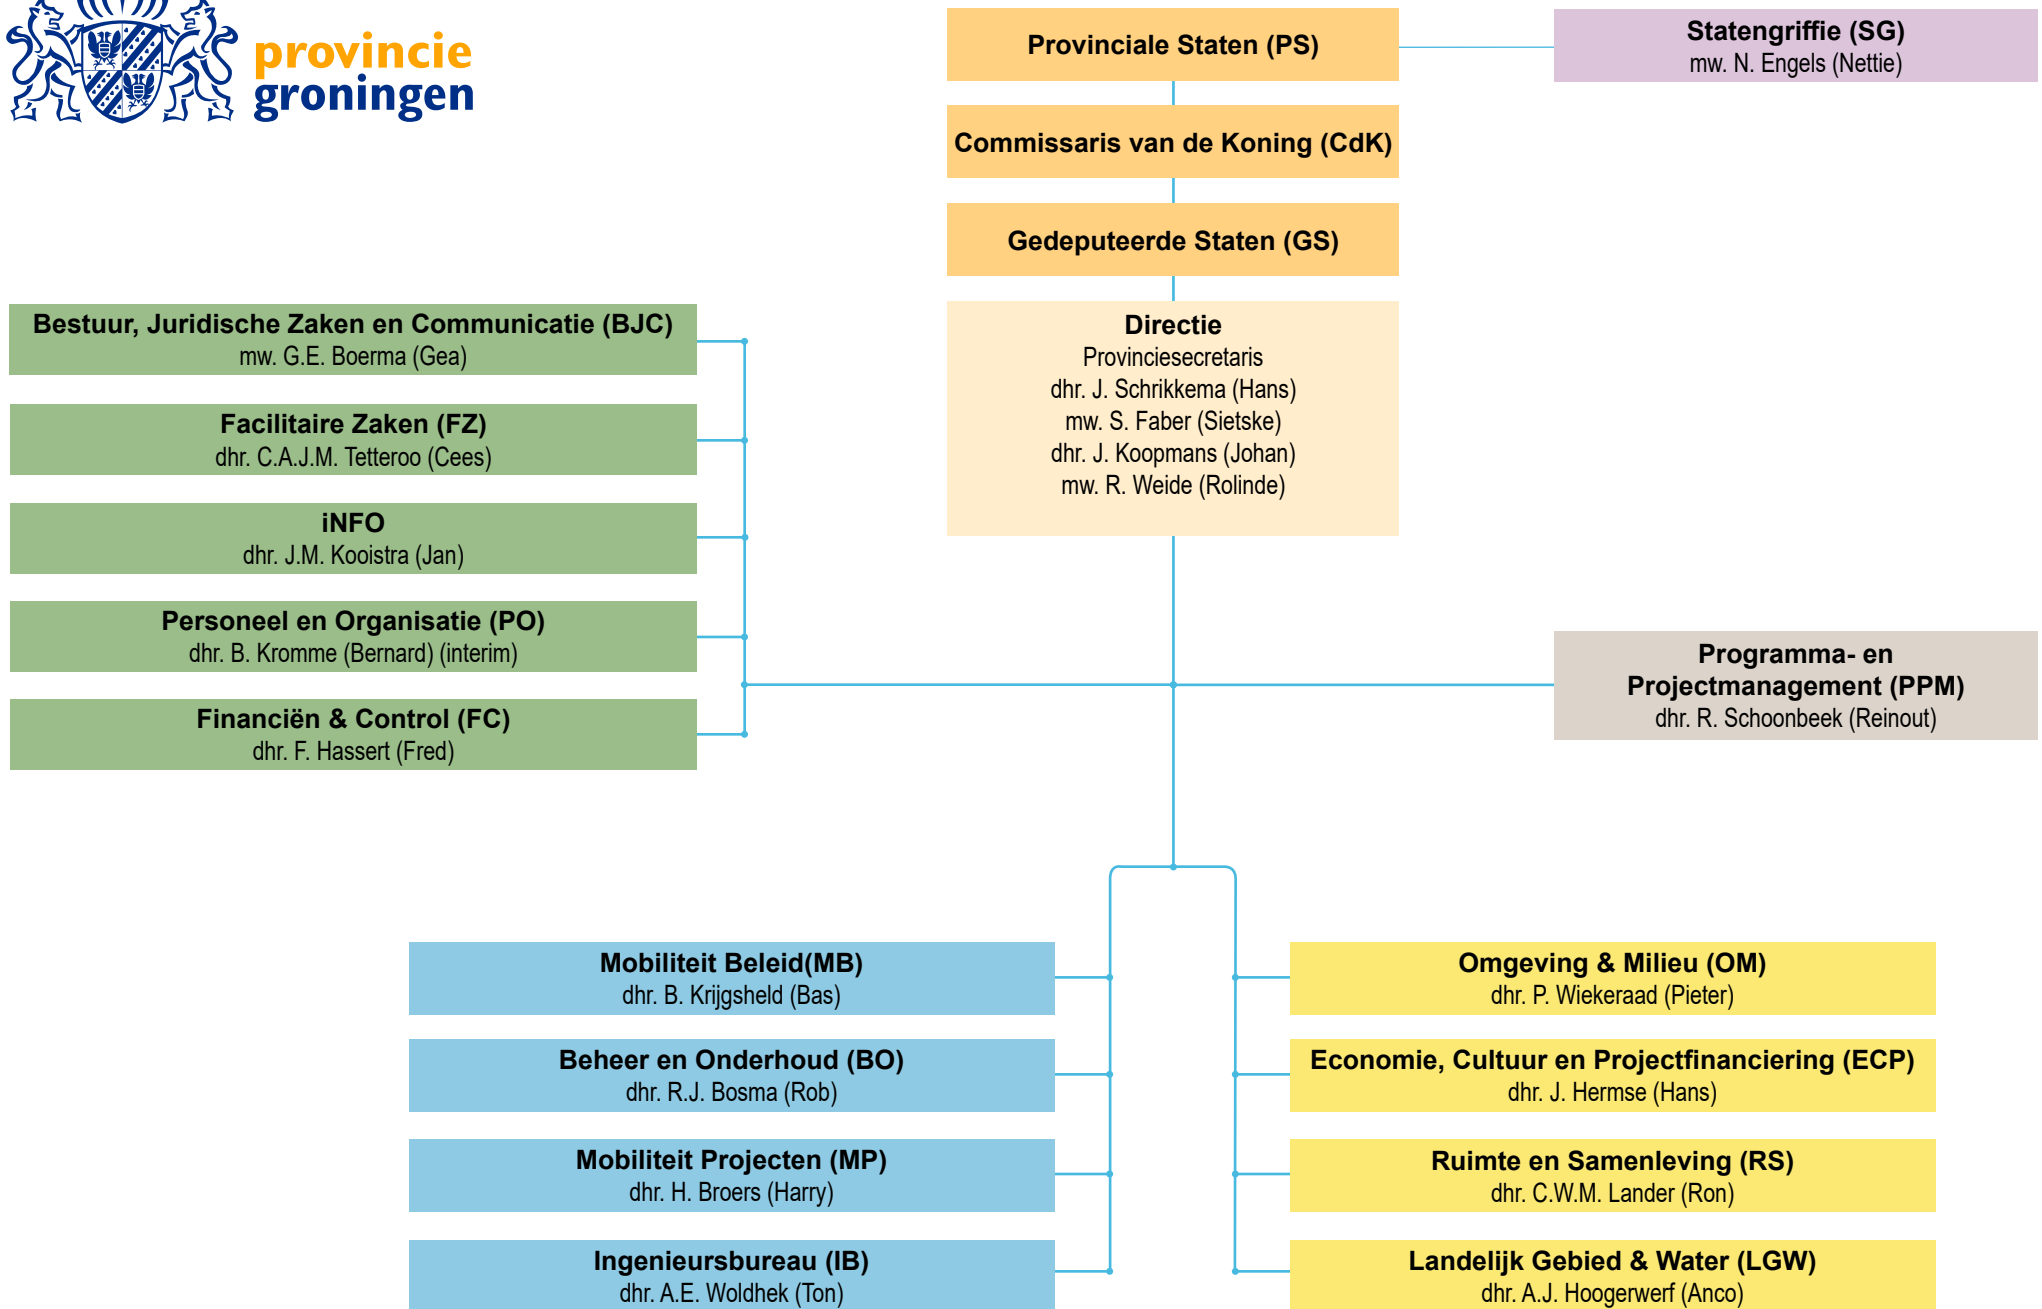 provincie
groningen
Provinciale Staten (PS)
Statengriffie (SG)
mw. N. Engels (Nettie)
Commissaris van de Koning (CdK)
Gedeputeerde Staten (GS)
Directie
Provinciesecretaris
dhr. J. Schrikkema (Hans)
mw. S. Faber (Sietske)
dhr. J. Koopmans (Johan)
mw. R. Weide (Rolinde)
Bestuur, Juridische Zaken en Communicatie (BJC)
mw. G.E. Boerma (Gea)
Facilitaire Zaken (FZ)
dhr. C.A.J.M. Tetteroo (Cees)
iNFO
dhr. J.M. Kooistra (Jan)
Personeel en Organisatie (PO)
dhr. B. Kromme (Bernard) (interim)
Financiën & Control (FC)
dhr. F. Hassert (Fred)
Programma- en
Projectmanagement (PPM)
dhr. R. Schoonbeek (Reinout)
Mobiliteit Beleid(MB)
dhr. B. Krijgsheld (Bas)
Beheer en Onderhoud (BO)
dhr. R.J. Bosma (Rob)
Mobiliteit Projecten (MP)
dhr. H. Broers (Harry)
Ingenieursbureau (IB)
dhr. A.E. Woldhek (Ton)
Omgeving & Milieu (OM)
dhr. P. Wiekeraad (Pieter)
Economie, Cultuur en Projectfinanciering (ECP)
dhr. J. Hermse (Hans)
Ruimte en Samenleving (RS)
dhr. C.W.M. Lander (Ron)
Landelijk Gebied & Water (LGW)
dhr. A.J. Hoogerwerf (Anco)